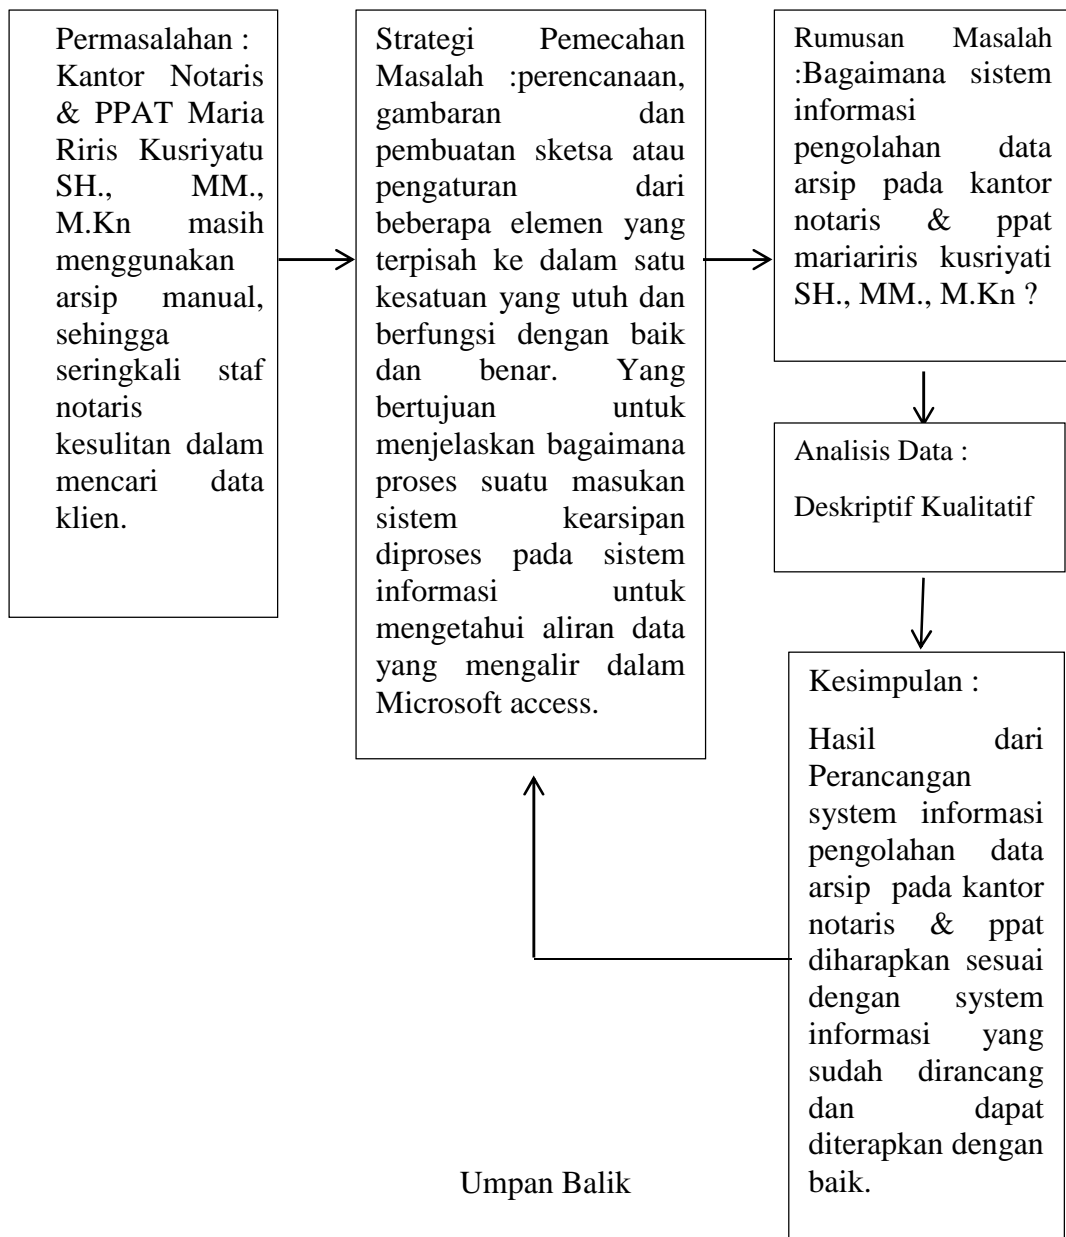 Permasalahan :
Kantor Notaris
& PPAT Maria
Riris Kusriyatu
SH., MM.,
M.Kn masih
menggunakan
arsip manual,
sehingga
seringkali staf
notaris
kesulitan dalam
mencari data
klien.
Strategi Pemecahan
Masalah :perencanaan,
gambaran dan
pembuatan sketsa atau
pengaturan dari
beberapa elemen yang
terpisah ke dalam satu
kesatuan yang utuh dan
berfungsi dengan baik
dan benar. Yang
bertujuan untuk
menjelaskan bagaimana
proses suatu masukan
sistem kearsipan
diproses pada sistem
informasi untuk
mengetahui aliran data
yang mengalir dalam
Microsoft access.
Rumusan Masalah
:Bagaimana sistem
informasi
pengolahan data
arsip pada kantor
notaris & ppat
mariariris kusriyati
SH., MM., M.Kn ?
Analisis Data :
Deskriptif Kualitatif
Kesimpulan :
Hasil dari
Perancangan
system informasi
pengolahan data
arsip pada kantor
notaris & ppat
diharapkan sesuai
dengan system
informasi yang
sudah dirancang
dan dapat
diterapkan dengan
baik.
Umpan Balik